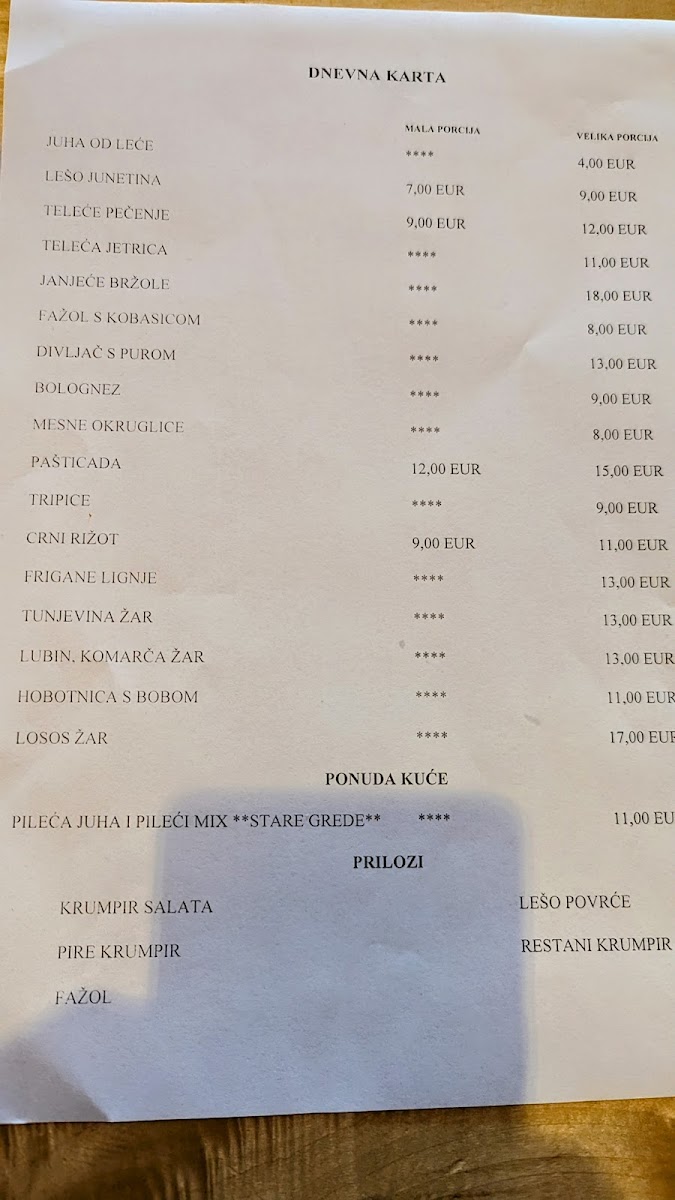 DNEVNA KARTA
MALA PORCIJA VELIKA PORCIJA
JUHA OD LEĆE **** 4,00 EUR
LEŠO JUNETINA 7,00 EUR 9,00 EUR
TELEĆE PEČENJE 9,00 EUR 12,00 EUR
TELEĆA JETRICA **** 11,00 EUR
JANJEĆE BRŽOLE **** 18,00 EUR
FAŽOL S KOBASICOM **** 8,00 EUR
DIVLJAČ S PUROM **** 13,00 EUR
BOLOGNEZ **** 9,00 EUR
MESNE OKRUGLICE **** 8,00 EUR
PAŠTICADA 12,00 EUR 15,00 EUR
TRIPICE **** 9,00 EUR
CRNI RIŽOT 9,00 EUR 11,00 EUR
FRIGANE LIGNJE **** 13,00 EUR
TUNJEVINA ŽAR **** 13,00 EUR
LUBIN, KOMARČA ŽAR **** 13,00 EUR
HOBOTNICA S BOBOM **** 11,00 EUR
LOSOS ŽAR **** 17,00 EUR
PONUDA KUĆE
PILEĆA JUHA I PILEĆI MIX **STARE GREDE** **** 11,00 EU
PRILOZI
KRUMPIR SALATA LEŠO POVRĆE
PIRE KRUMPIR RESTANI KRUMPIR
FAŽOL